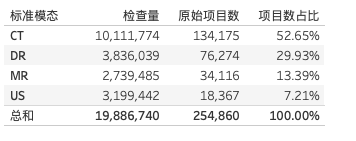 标准模态 检查量 原始项目数 项目数占比
CT 10,111,774 134,175 52.65%
DR 3,836,039 76,274 29.93%
MR 2,739,485 34,116 13.39%
US 3,199,442 18,367 7.21%
总和 19,886,740 254,860 100.00%